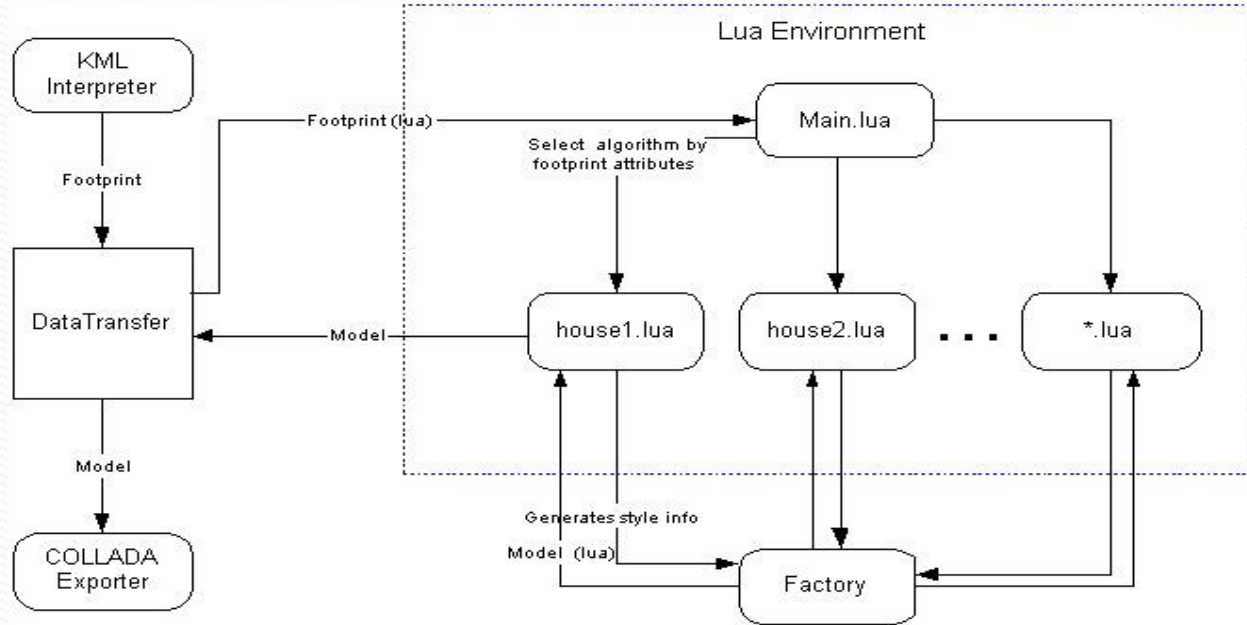 Lua Environment
KML
Interpreter
Main.lua
Footprint (lua)
Select algorithm by
footprint attributes
Footprint
DataTransfer
Model
house1.lua
house2.lua
. . .
*.lua
Model
Generates style info
Model (lua)
COLLADA
Exporter
Factory